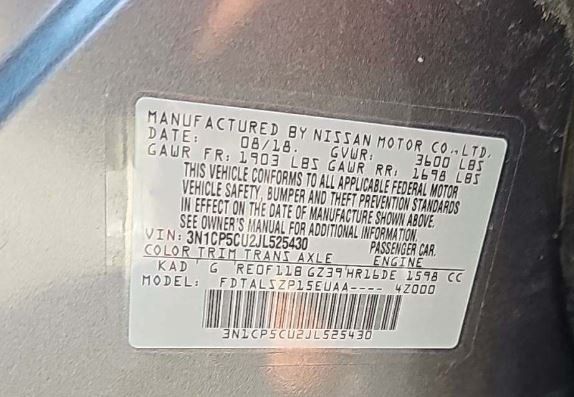 MANUFACTURED BY NISSAN MOTOR CO.,LTD.
DATE: 08/18. GVWR: 3600 LBS
GAWR FR: 1903 LBS GAWR RR: 1698 LBS
THIS VEHICLE CONFORMS TO ALL APPLICABLE FEDERAL MOTOR
VEHICLE SAFETY, BUMPER AND THEFT PREVENTION STANDARDS
IN EFFECT ON THE DATE OF MANUFACTURE SHOWN ABOVE.
SEE OWNER'S MANUAL FOR ADDITIONAL INFORMATION.
VIN: 3N1CP5CU2JL525430 PASSENGER CAR.
COLOR TRIM TRANS AXLE ENGINE
KAD G RE0F11B GZ39 HR16DE 1598 CC
MODEL: FDTALSZP15EUAA---- 4Z000
3N1CP5CU2JL525430